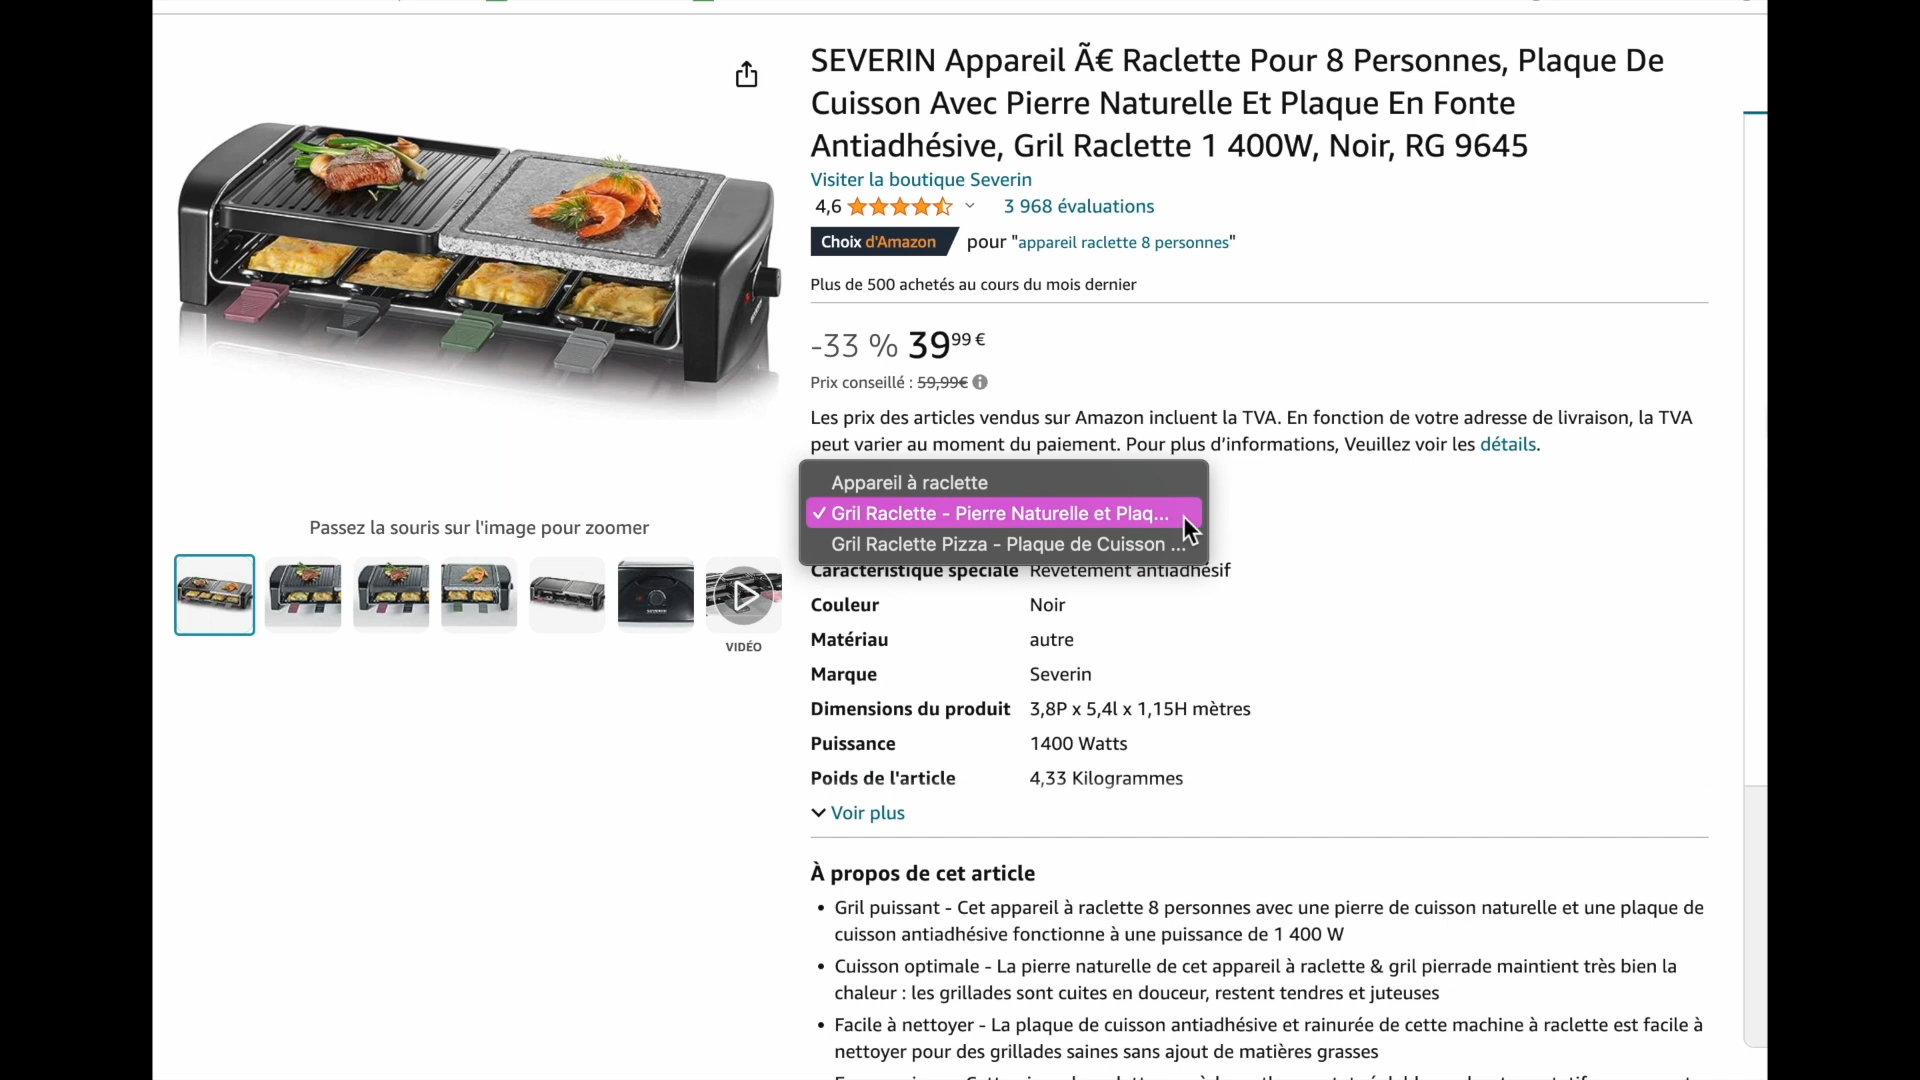 SEVERIN Appareil Ã€ Raclette Pour 8 Personnes, Plaque De
Cuisson Avec Pierre Naturelle Et Plaque En Fonte
Antiadhésive, Gril Raclette 1 400W, Noir, RG 9645
Visiter la boutique Severin
4,6
3 968 évaluations
Choix d'Amazon pour "appareil raclette 8 personnes"
Plus de 500 achetés au cours du mois dernier
-33 % 39 99 €
Prix conseillé : 59,99€
Les prix des articles vendus sur Amazon incluent la TVA. En fonction de votre adresse de livraison, la TVA
peut varier au moment du paiement. Pour plus d’informations, Veuillez voir les détails.
Appareil à raclette
✓ Gril Raclette - Pierre Naturelle et Plaq...
Gril Raclette Pizza - Plaque de Cuisson ...
Caractéristique spéciale Revêtement antiadhésif
Couleur Noir
Matériau autre
Marque Severin
Dimensions du produit 3,8P x 5,4l x 1,15H mètres
Puissance 1400 Watts
Poids de l'article 4,33 Kilogrammes
Voir plus
Passez la souris sur l'image pour zoomer
VIDÉO
À propos de cet article
• Gril puissant - Cet appareil à raclette 8 personnes avec une pierre de cuisson naturelle et une plaque de
cuisson antiadhésive fonctionne à une puissance de 1 400 W
• Cuisson optimale - La pierre naturelle de cet appareil à raclette & gril pierrade maintient très bien la
chaleur : les grillades sont cuites en douceur, restent tendres et juteuses
• Facile à nettoyer - La plaque de cuisson antiadhésive et rainurée de cette machine à raclette est facile à
nettoyer pour des grillades saines sans ajout de matières grasses